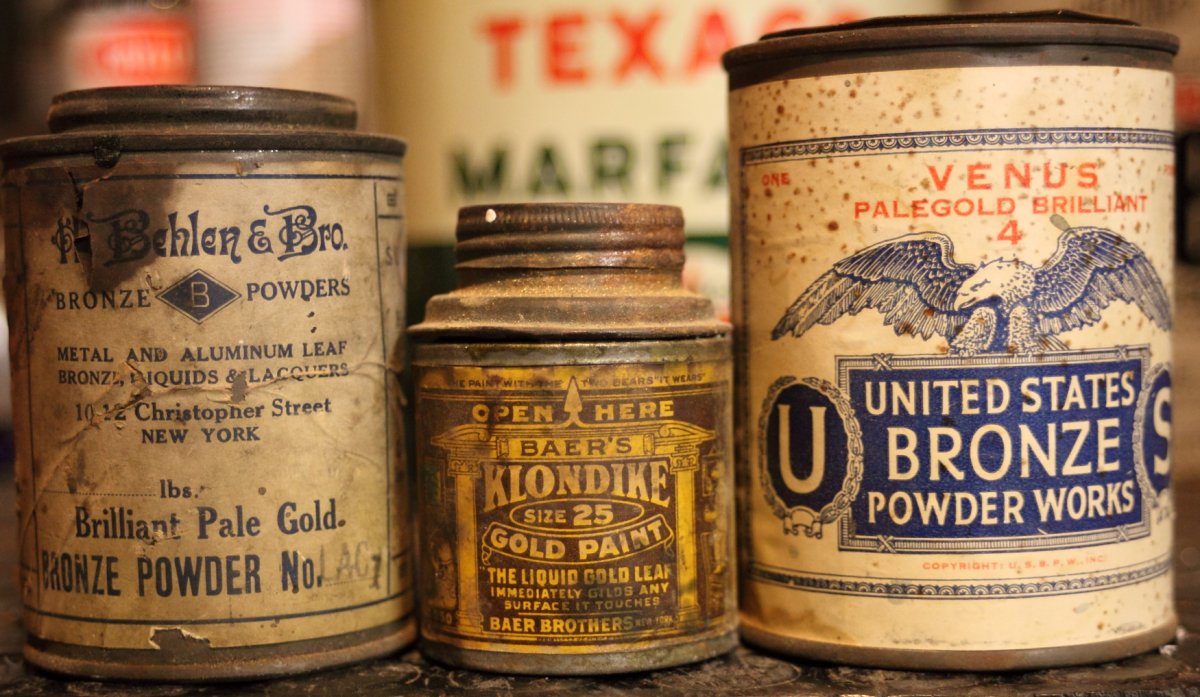 TEXACO
MARFA
H. Behlen & Bro.
BRONZE B POWDERS
METAL AND ALUMINUM LEAF
BRONZE LIQUIDS & LACQUERS
10-12 Christopher Street
NEW YORK
lbs.
Brilliant Pale Gold.
BRONZE POWDER No.
THE PAINT WITH THE TWO BEARS "IT WEARS"
OPEN HERE
BAER'S
KLONDIKE
SIZE 25
GOLD PAINT
THE LIQUID GOLD LEAF
IMMEDIATELY GILDS ANY
SURFACE IT TOUCHES
BAER BROTHERS NEW YORK
ONE
VENUS
PALEGOLD BRILLIANT
4
U S
UNITED STATES
BRONZE
POWDER WORKS
COPYRIGHT: U.S.B.P.W., INC.